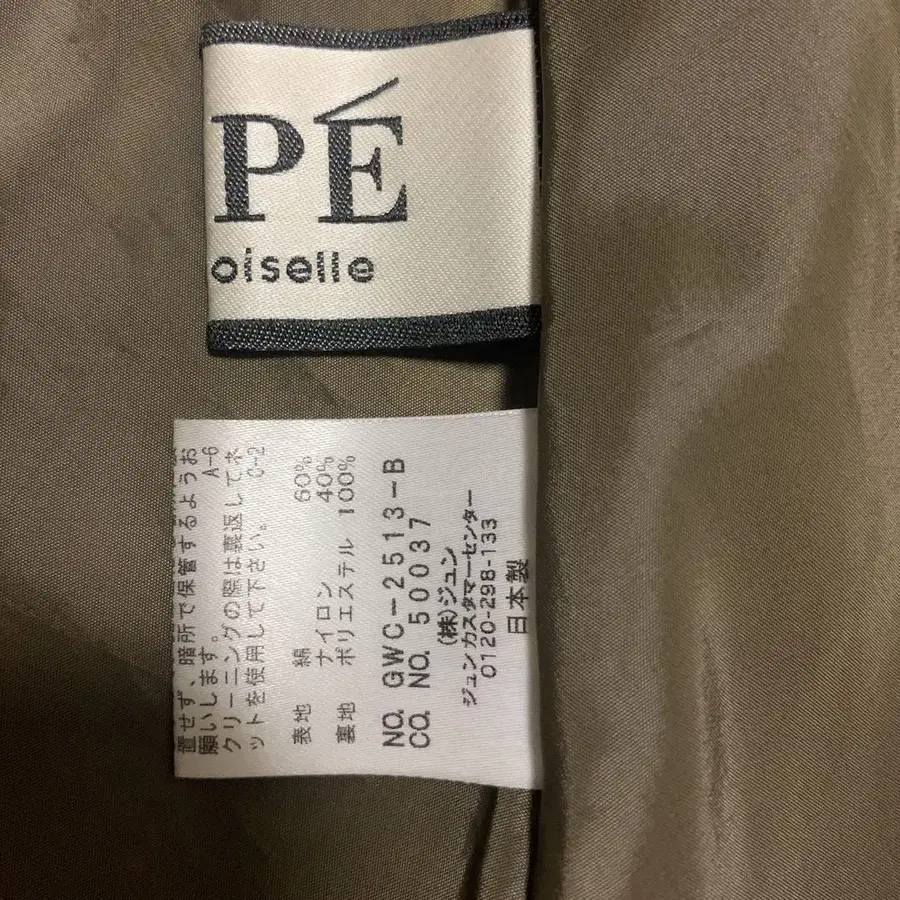 PÉ
oiselle
置せず、暗所で保管するようお
願いします。 A-6
クリーニングの際は裏返してネ
ットを使用して下さい。 C-2
表地 綿 60%
ナイロン 40%
裏地 ポリエステル 100%
NO. GWC-2513-B
CO. NO. 50037
(株)ジュン
ジュンカスタマーセンター
0120-298-133
日本製